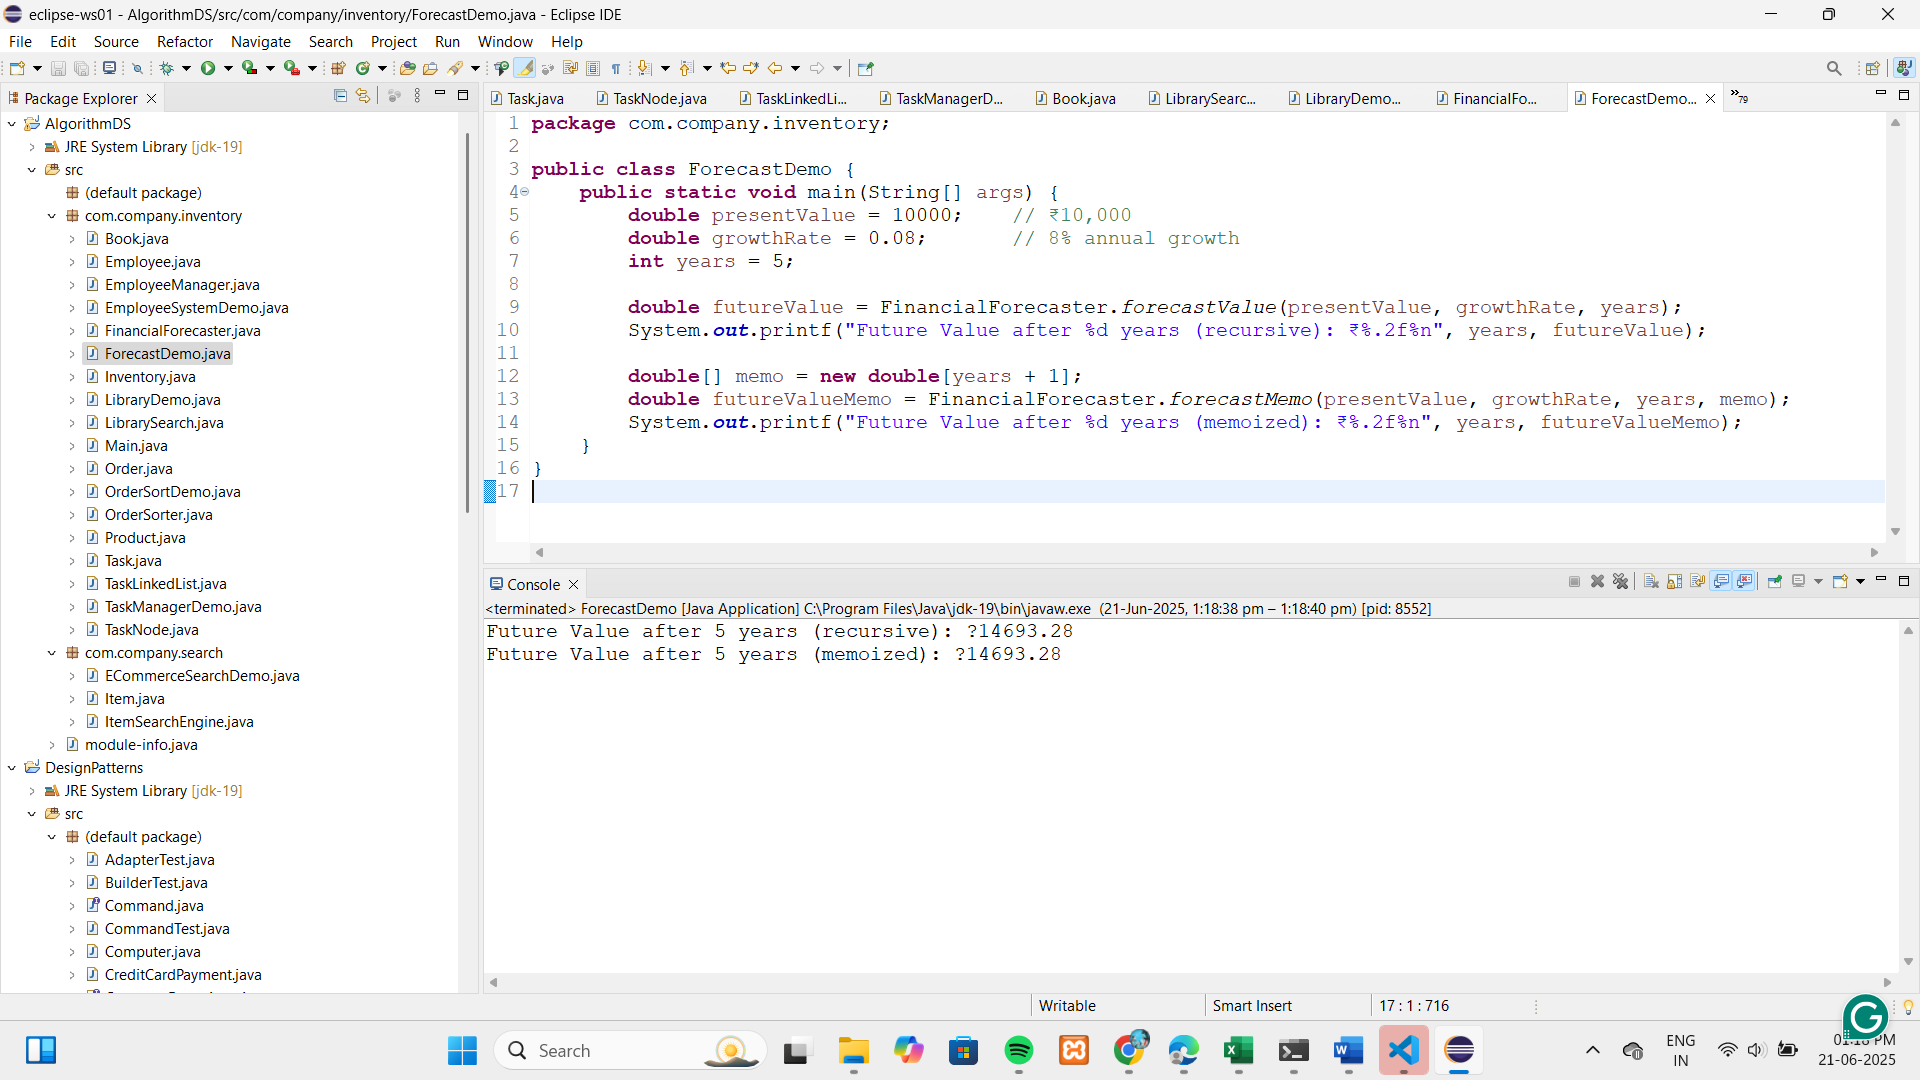 eclipse-ws01 - AlgorithmDS/src/com/company/inventory/ForecastDemo.java - Eclipse IDE
File Edit Source Refactor Navigate Search Project Run Window Help
Package Explorer
AlgorithmDS
JRE System Library [jdk-19]
src
(default package)
com.company.inventory
Book.java
Employee.java
EmployeeManager.java
EmployeeSystemDemo.java
FinancialForecaster.java
ForecastDemo.java
Inventory.java
LibraryDemo.java
LibrarySearch.java
Main.java
Order.java
OrderSortDemo.java
OrderSorter.java
Product.java
Task.java
TaskLinkedList.java
TaskManagerDemo.java
TaskNode.java
com.company.search
ECommerceSearchDemo.java
Item.java
ItemSearchEngine.java
module-info.java
DesignPatterns
JRE System Library [jdk-19]
src
(default package)
AdapterTest.java
BuilderTest.java
Command.java
CommandTest.java
Computer.java
CreditCardPayment.java
Task.java TaskNode.java TaskLinkedLi... TaskManagerD... Book.java LibrarySearc... LibraryDemo... FinancialFo... ForecastDemo... 79
1 package com.company.inventory;
2
3 public class ForecastDemo {
4 public static void main(String[] args) {
5 double presentValue = 10000; // ₹10,000
6 double growthRate = 0.08; // 8% annual growth
7 int years = 5;
8
9 double futureValue = FinancialForecaster.forecastValue(presentValue, growthRate, years);
10 System.out.printf("Future Value after %d years (recursive): ₹%.2f%n", years, futureValue);
11
12 double[] memo = new double[years + 1];
13 double futureValueMemo = FinancialForecaster.forecastMemo(presentValue, growthRate, years, memo);
14 System.out.printf("Future Value after %d years (memoized): ₹%.2f%n", years, futureValueMemo);
15 }
16 }
17
Console
<terminated> ForecastDemo [Java Application] C:\Program Files\Java\jdk-19\bin\javaw.exe (21-Jun-2025, 1:18:38 pm – 1:18:40 pm) [pid: 8552]
Future Value after 5 years (recursive): ?14693.28
Future Value after 5 years (memoized): ?14693.28
Writable Smart Insert 17 : 1 : 716
Search
ENG
IN
01:18 PM
21-06-2025